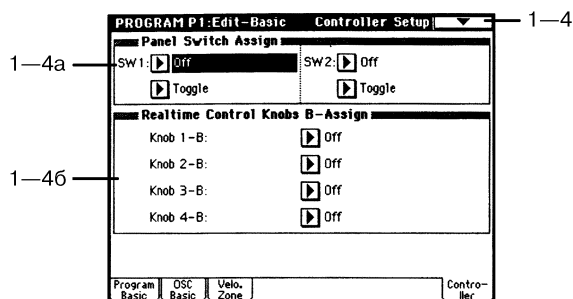 PROGRAM P1:Edit-Basic Controller Setup 1—4
Panel Switch Assign
1—4a SW1: Off SW2: Off
Toggle Toggle
Realtime Control Knobs B-Assign
Knob 1-B: Off
1—4б Knob 2-B: Off
Knob 3-B: Off
Knob 4-B: Off
Program Basic OSC Basic Velo. Zone Contro-ller